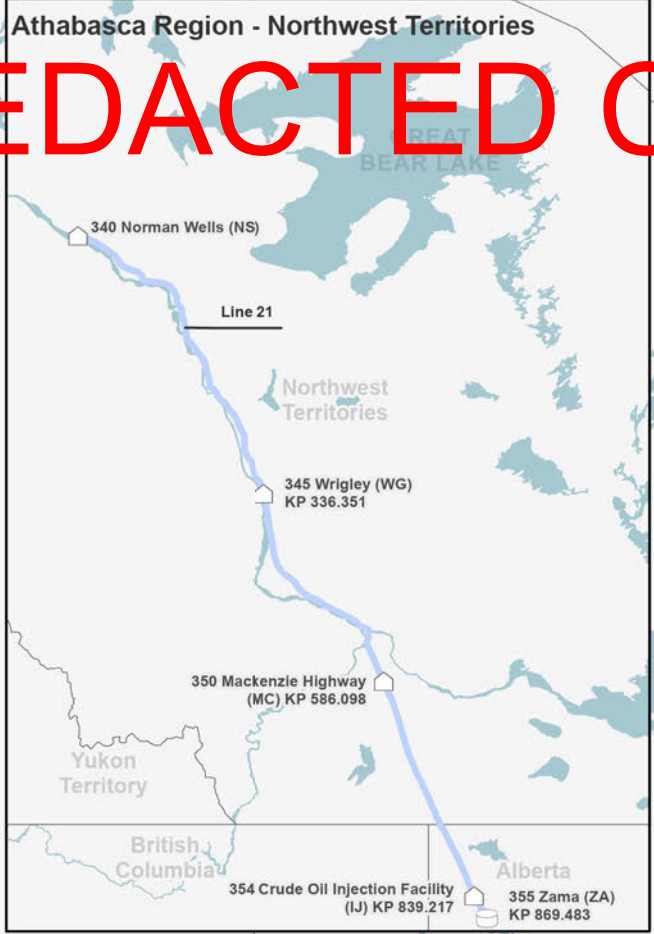 Athabasca Region - Northwest Territories
EDACTED
GREAT
BEAR LAKE
340 Norman Wells (NS)
Line 21
Northwest
Territories
345 Wrigley (WG)
KP 336.351
350 Mackenzie Highway
(MC) KP 586.098
Yukon
Territory
British
Columbia
Alberta
354 Crude Oil Injection Facility
(IJ) KP 839.217
355 Zama (ZA)
KP 869.483